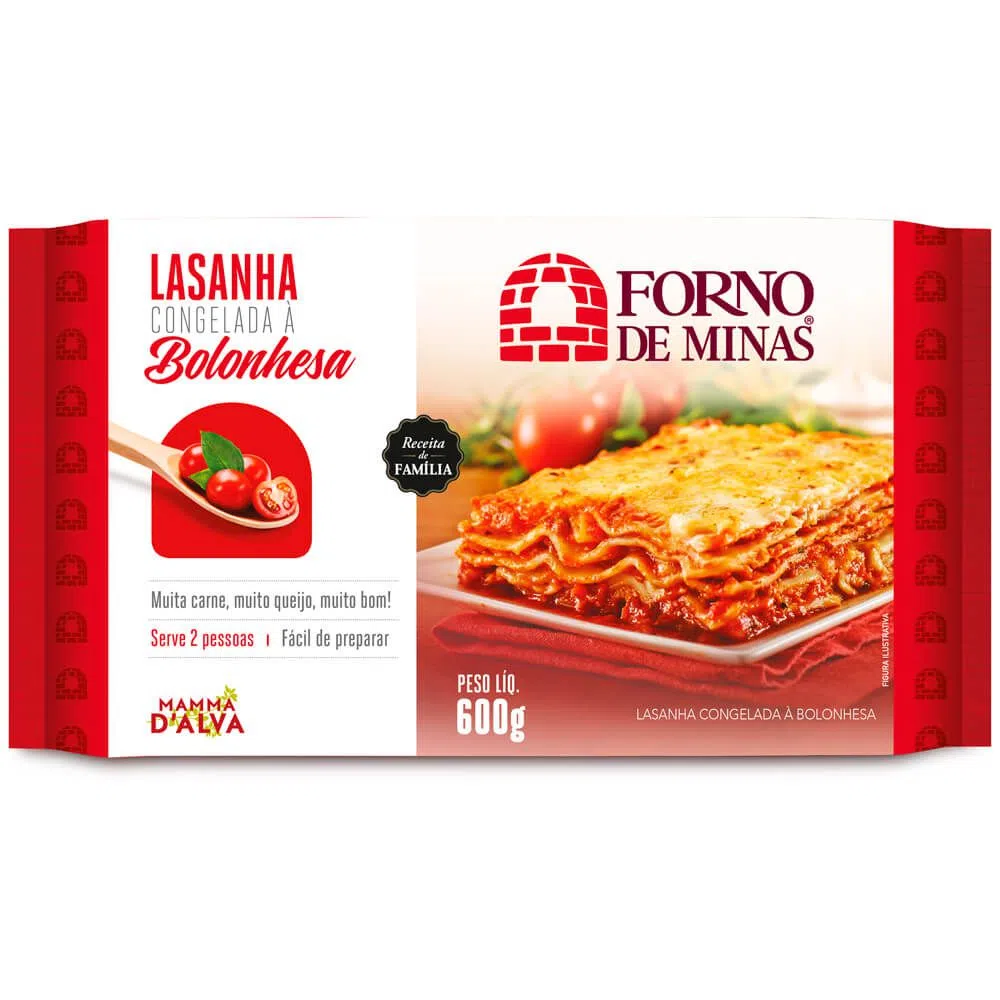 LASANHA
CONGELADA À
Bolonhesa
Receita
de
FAMÍLIA
Muita carne, muito queijo, muito bom!
Serve 2 pessoas I Fácil de preparar
MAMMA
D'ALVA
FORNO
DE MINAS®
PESO LÍQ.
600g
LASANHA CONGELADA À BOLONHESA
FIGURA ILUSTRATIVA